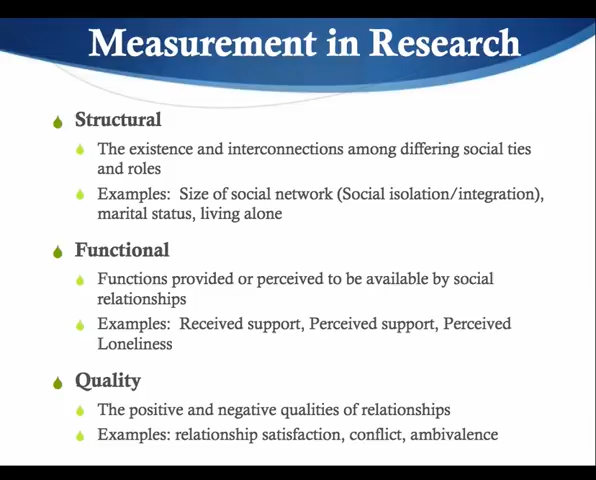 Measurement in Research
Structural
The existence and interconnections among differing social ties
and roles
Examples: Size of social network (Social isolation/integration),
marital status, living alone
Functional
Functions provided or perceived to be available by social
relationships
Examples: Received support, Perceived support, Perceived
Loneliness
Quality
The positive and negative qualities of relationships
Examples: relationship satisfaction, conflict, ambivalence